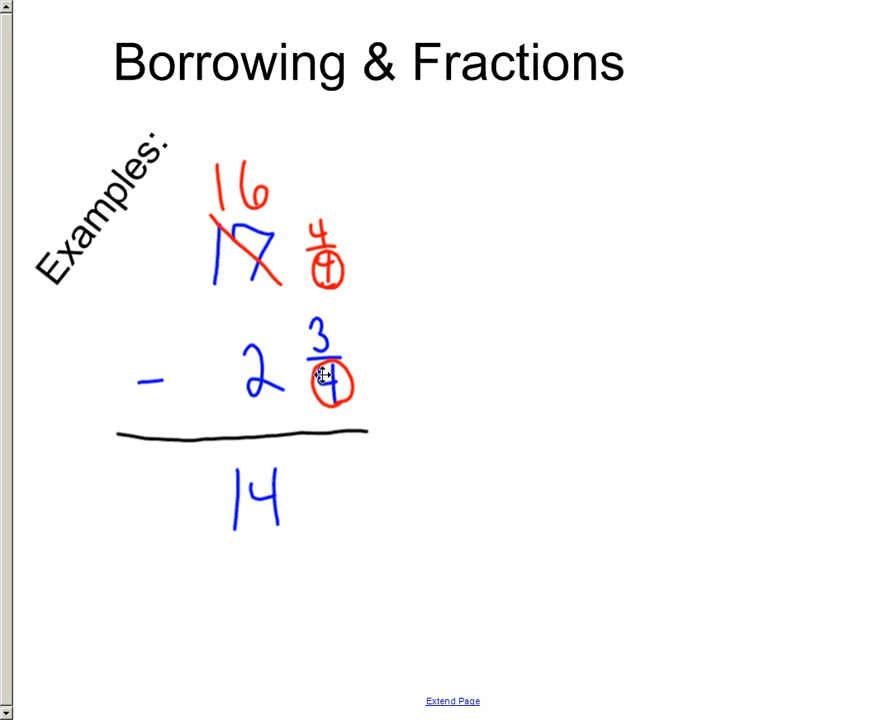 Borrowing & Fractions
Examples:
16
17 4/4
- 2 3/4
14
Extend Page